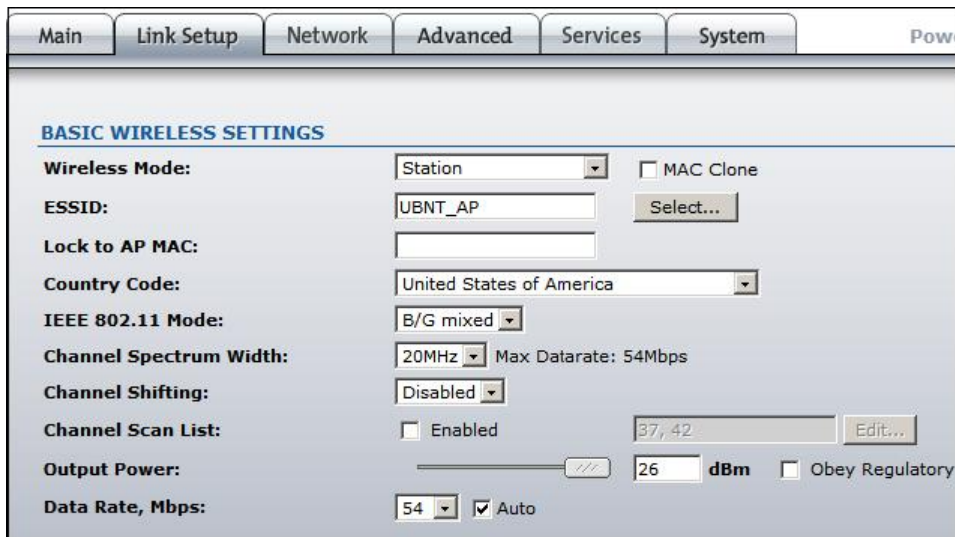 Main Link Setup Network Advanced Services System Powe
BASIC WIRELESS SETTINGS
Wireless Mode: Station MAC Clone
ESSID: UBNT_AP Select...
Lock to AP MAC:
Country Code: United States of America
IEEE 802.11 Mode: B/G mixed
Channel Spectrum Width: 20MHz Max Datarate: 54Mbps
Channel Shifting: Disabled
Channel Scan List: Enabled 37, 42 Edit...
Output Power: 26 dBm Obey Regulatory
Data Rate, Mbps: 54 Auto